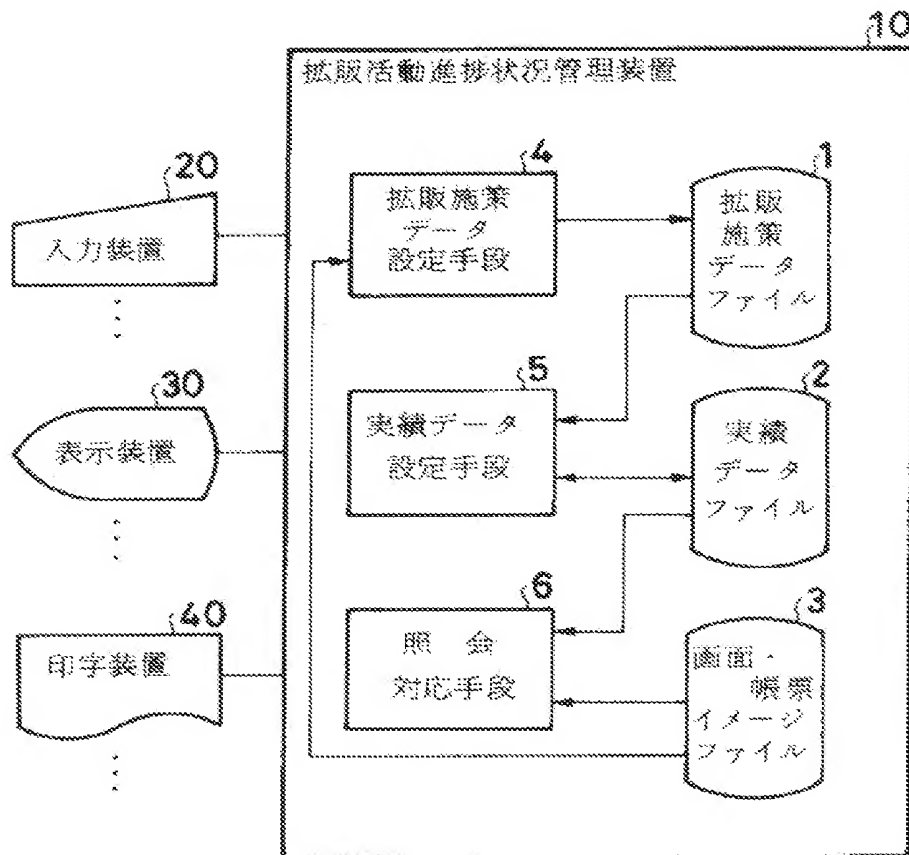 10
拡販活動進捗状況管理装置
20
入力装置
4
拡販施策
データ
設定手段
1
拡販
施策
データ
ファイル
30
表示装置
5
実績データ
設定手段
2
実績
データ
ファイル
40
印字装置
6
照会
対応手段
3
画面・
帳票
イメージ
ファイル